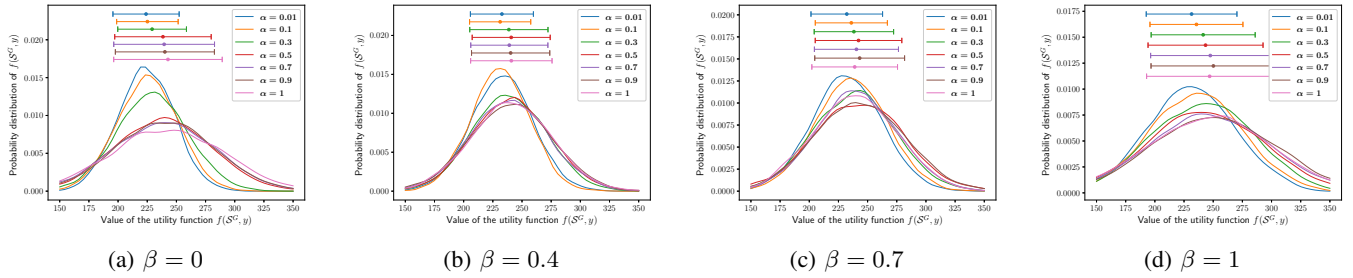 Probability distribution of f(S^G, y)
0.020
0.015
0.010
0.005
0.000
α = 0.01
α = 0.1
α = 0.3
α = 0.5
α = 0.7
α = 0.9
α = 1
150 175 200 225 250 275 300 325 350
Value of the utility function f(S^G, y)
(a) β = 0
Probability distribution of f(S^G, y)
0.020
0.015
0.010
0.005
0.000
α = 0.01
α = 0.1
α = 0.3
α = 0.5
α = 0.7
α = 0.9
α = 1
150 175 200 225 250 275 300 325 350
Value of the utility function f(S^G, y)
(b) β = 0.4
Probability distribution of f(S^G, y)
0.0200
0.0175
0.0150
0.0125
0.0100
0.0075
0.0050
0.0025
0.0000
α = 0.01
α = 0.1
α = 0.3
α = 0.5
α = 0.7
α = 0.9
α = 1
150 175 200 225 250 275 300 325 350
Value of the utility function f(S^G, y)
(c) β = 0.7
Probability distribution of f(S^G, y)
0.0175
0.0150
0.0125
0.0100
0.0075
0.0050
0.0025
0.0000
α = 0.01
α = 0.1
α = 0.3
α = 0.5
α = 0.7
α = 0.9
α = 1
150 175 200 225 250 275 300 325 350
Value of the utility function f(S^G, y)
(d) β = 1